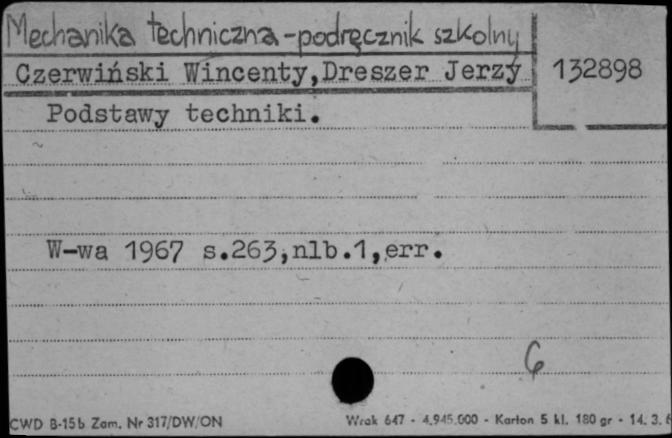 Mechanika techniczna - podręcznik szkolny
Czerwiński Wincenty, Dreszer Jerzy
132898
Podstawy techniki.
W-wa 1967 s.263,nlb.1,err.
6
CWD B-15b Zam. Nr 317/DW/ON
Wrok 647 - 4.945.000 - Karton 5 kl. 180 gr - 14. 3. 6